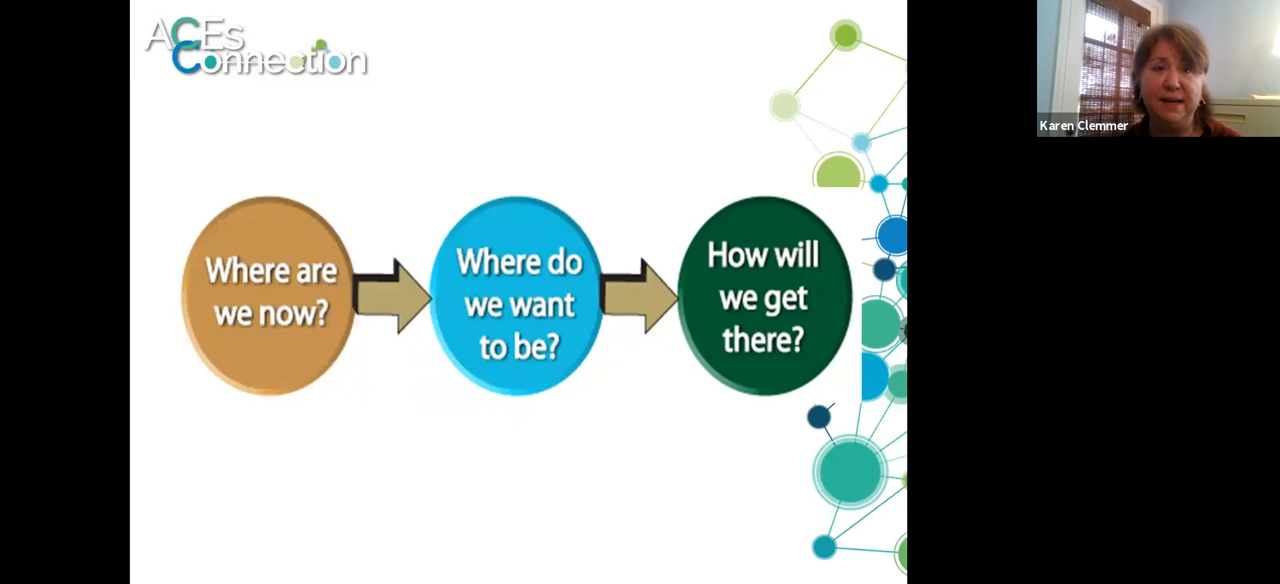 ACEs
Connection
Karen Clemmer
Where are
we now?
Where do
we want
to be?
How will
we get
there?